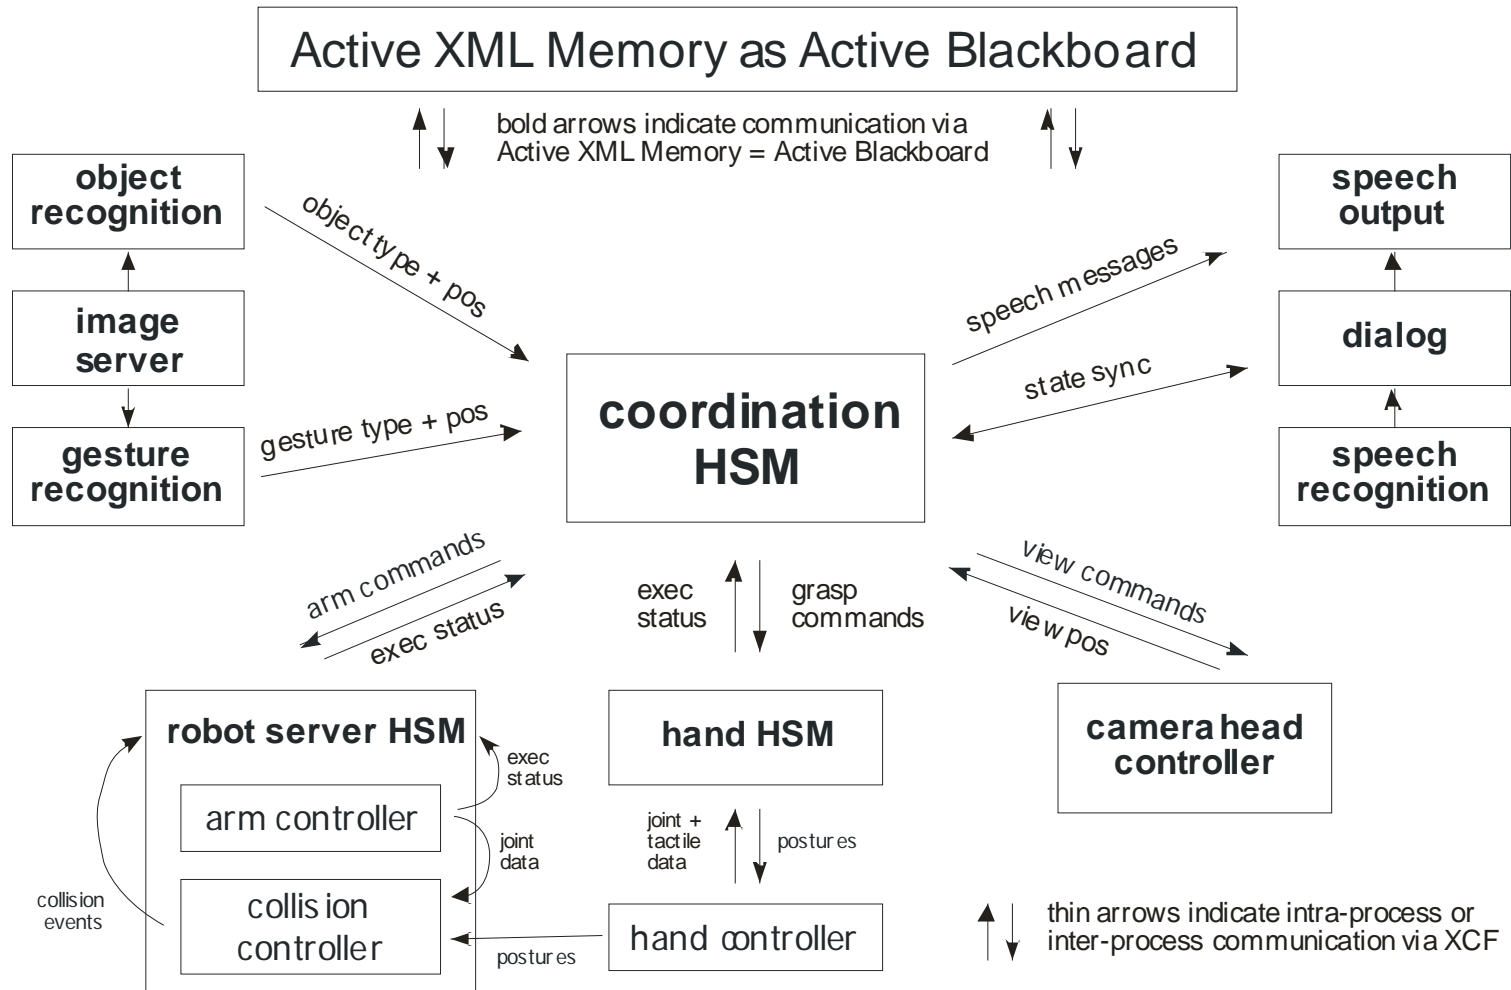 Active XML Memory as Active Blackboard
bold arrows indicate communication via
Active XML Memory = Active Blackboard
object
recognition
image
server
gesture
recognition
object type + pos
gesture type + pos
speech messages
state sync
speech
output
dialog
speech
recognition
coordination
HSM
arm commands
exec status
exec
status
grasp
commands
view commands
view pos
robot server HSM
exec
status
arm controller
joint
data
collision
controller
collision
events
hand HSM
joint +
tactile
data
postures
hand controller
postures
camera head
controller
thin arrows indicate intra-process or
inter-process communication via XCF